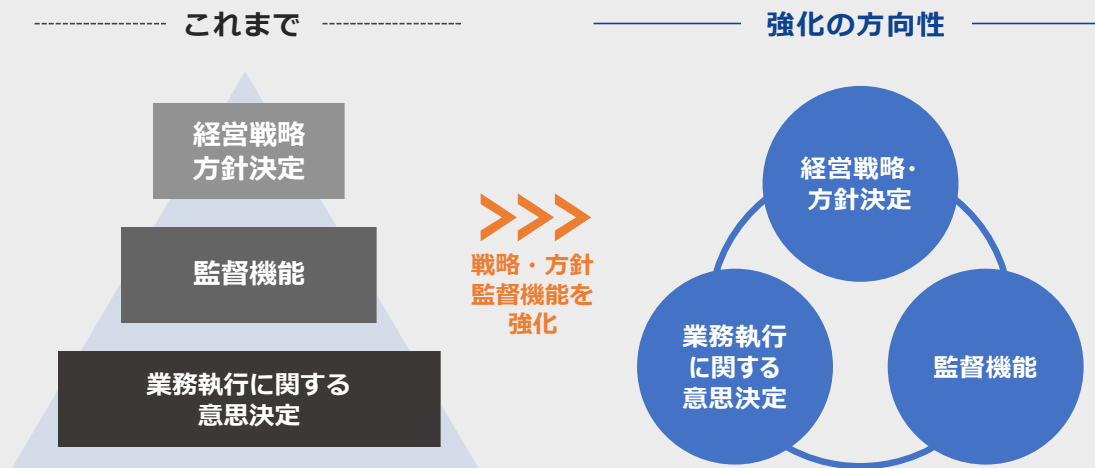 これまで
経営戦略
方針決定
監督機能
業務執行に関する
意思決定
戦略・方針
監督機能を
強化
強化の方向性
経営戦略・
方針決定
業務執行
に関する
意思決定
監督機能